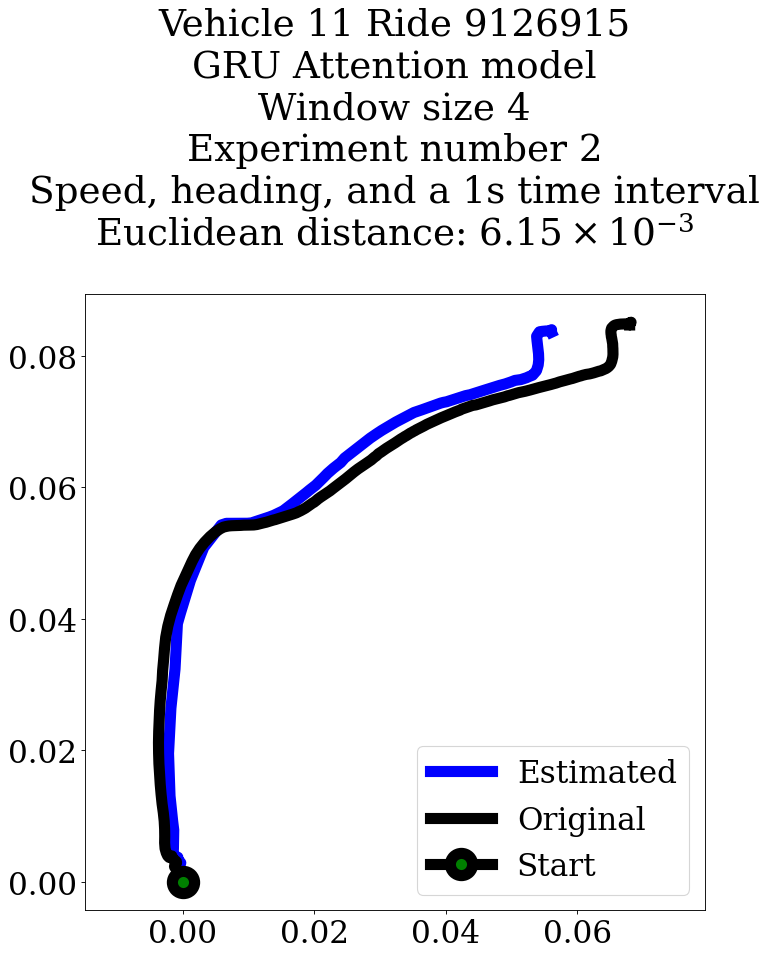 Vehicle 11 Ride 9126915
GRU Attention model
Window size 4
Experiment number 2
Speed, heading, and a 1s time interval
Euclidean distance: 6.15 × 10⁻³
0.08
0.06
0.04
0.02
0.00
Estimated
Original
Start
0.00 0.02 0.04 0.06